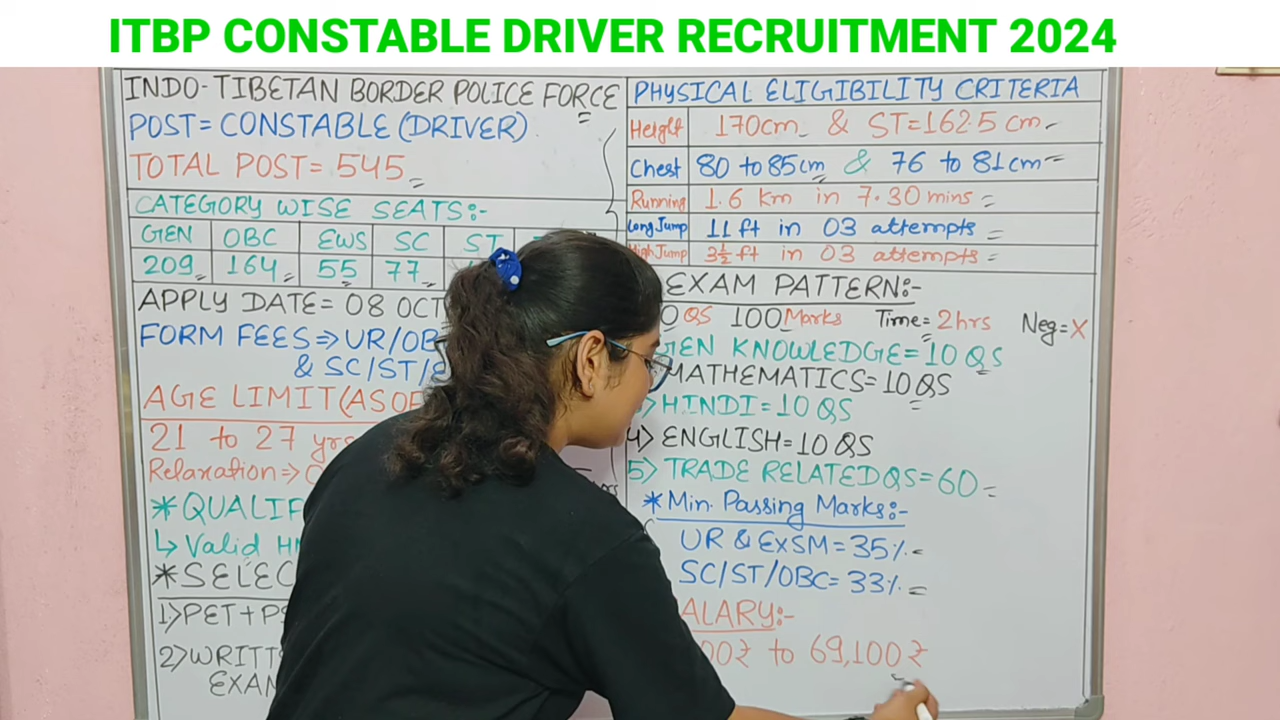 ITBP CONSTABLE DRIVER RECRUITMENT 2024
INDO-TIBETAN BORDER POLICE FORCE
POST = CONSTABLE (DRIVER)
TOTAL POST = 545
CATEGORY WISE SEATS:-
GEN OBC EWS SC ST
209 164 55 77
APPLY DATE = 08 OCT
FORM FEES ⇒ UR/OB
& SC/ST/
AGE LIMIT (AS OF
21 to 27 yrs
Relaxation ⇒
*QUALIF
↳ Valid
*SELEC
1.> PET + P
2> WRITT
EXAM
PHYSICAL ELIGIBILITY CRITERIA
Height 170cm & ST=162.5 cm
Chest 80 to 85cm & 76 to 81cm
Running 1.6 Km in 7.30 mins
Long Jump 11 ft in 03 attempts
High Jump 3½ ft in 03 attempts
EXAM PATTERN:-
0 QS 100 Marks Time = 2hrs Neg = X
GEN KNOWLEDGE = 10 QS
MATHEMATICS = 10 QS
> HINDI = 10 QS
4> ENGLISH = 10 QS
5> TRADE RELATED QS = 60
* Min. Passing Marks:-
UR & EXSM = 35%
SC/ST/OBC = 33%
ALARY:-
00₹ to 69,100₹